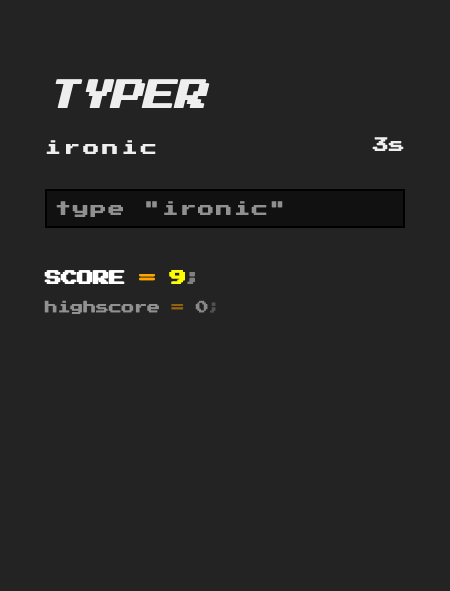 TYPER
ironic 3s
type "ironic"
SCORE = 9;
highscore = 0;